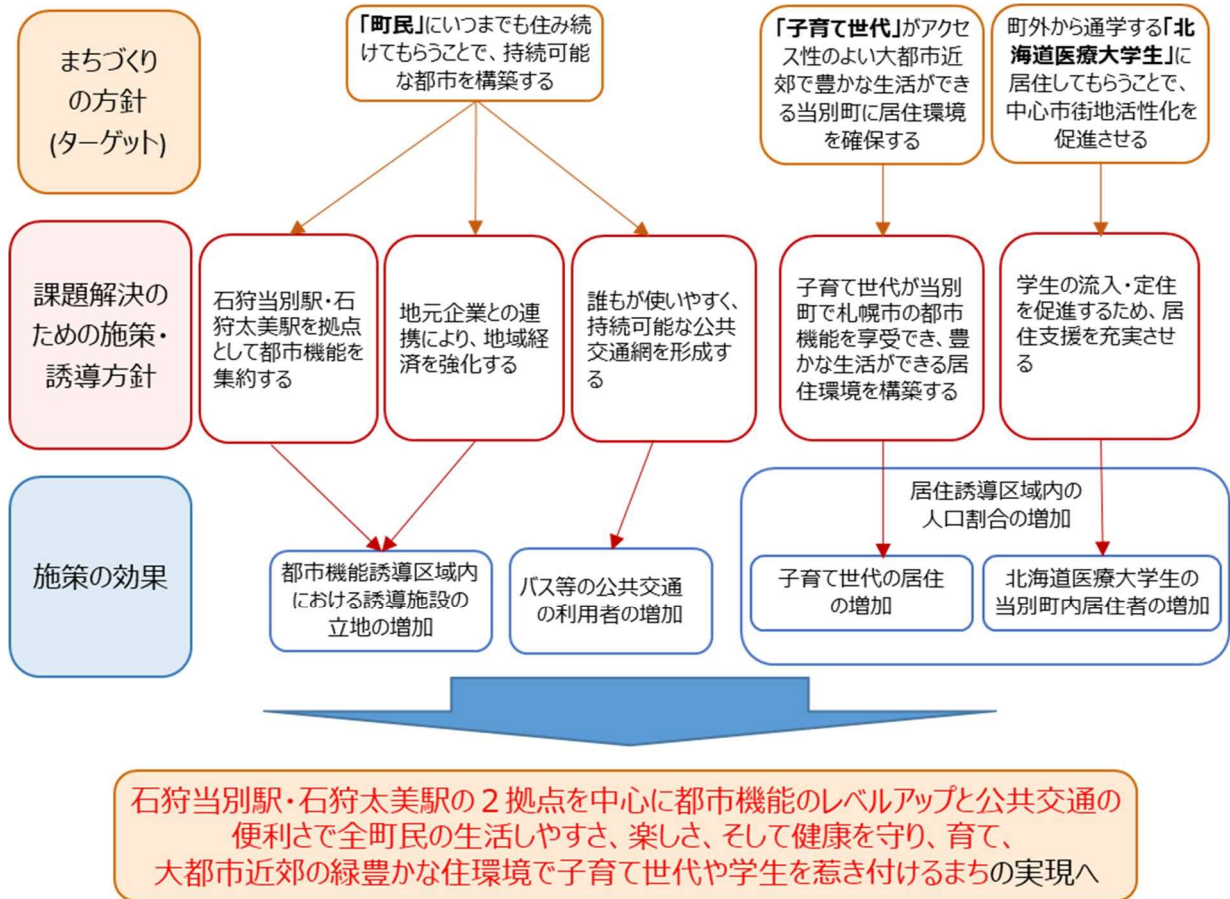 まちづくり
の方針
(ターゲット)
「町民」にいつまでも住み続
けてもらうことで、持続可能
な都市を構築する
「子育て世代」がアクセ
ス性のよい大都市近
郊で豊かな生活ができ
る当別町に居住環境
を確保する
町外から通学する「北
海道医療大学生」に
居住してもらうことで、
中心市街地活性化を
促進させる
課題解決の
ための施策・
誘導方針
石狩当別駅・石
狩太美駅を拠点
として都市機能を
集約する
地元企業との連
携により、地域経
済を強化する
誰もが使いやすく、
持続可能な公共
交通網を形成す
る
子育て世代が当別
町で札幌市の都市
機能を享受でき、豊
かな生活ができる居
住環境を構築する
学生の流入・定住
を促進するため、居
住支援を充実させ
る
施策の効果
都市機能誘導区域内
における誘導施設の
立地の増加
バス等の公共交通
の利用者の増加
居住誘導区域内の
人口割合の増加
子育て世代の居住
の増加
北海道医療大学生の
当別町内居住者の増加
石狩当別駅・石狩太美駅の２拠点を中心に都市機能のレベルアップと公共交通の
便利さで全町民の生活しやすさ、楽しさ、そして健康を守り、育て、
大都市近郊の緑豊かな住環境で子育て世代や学生を惹き付けるまちの実現へ